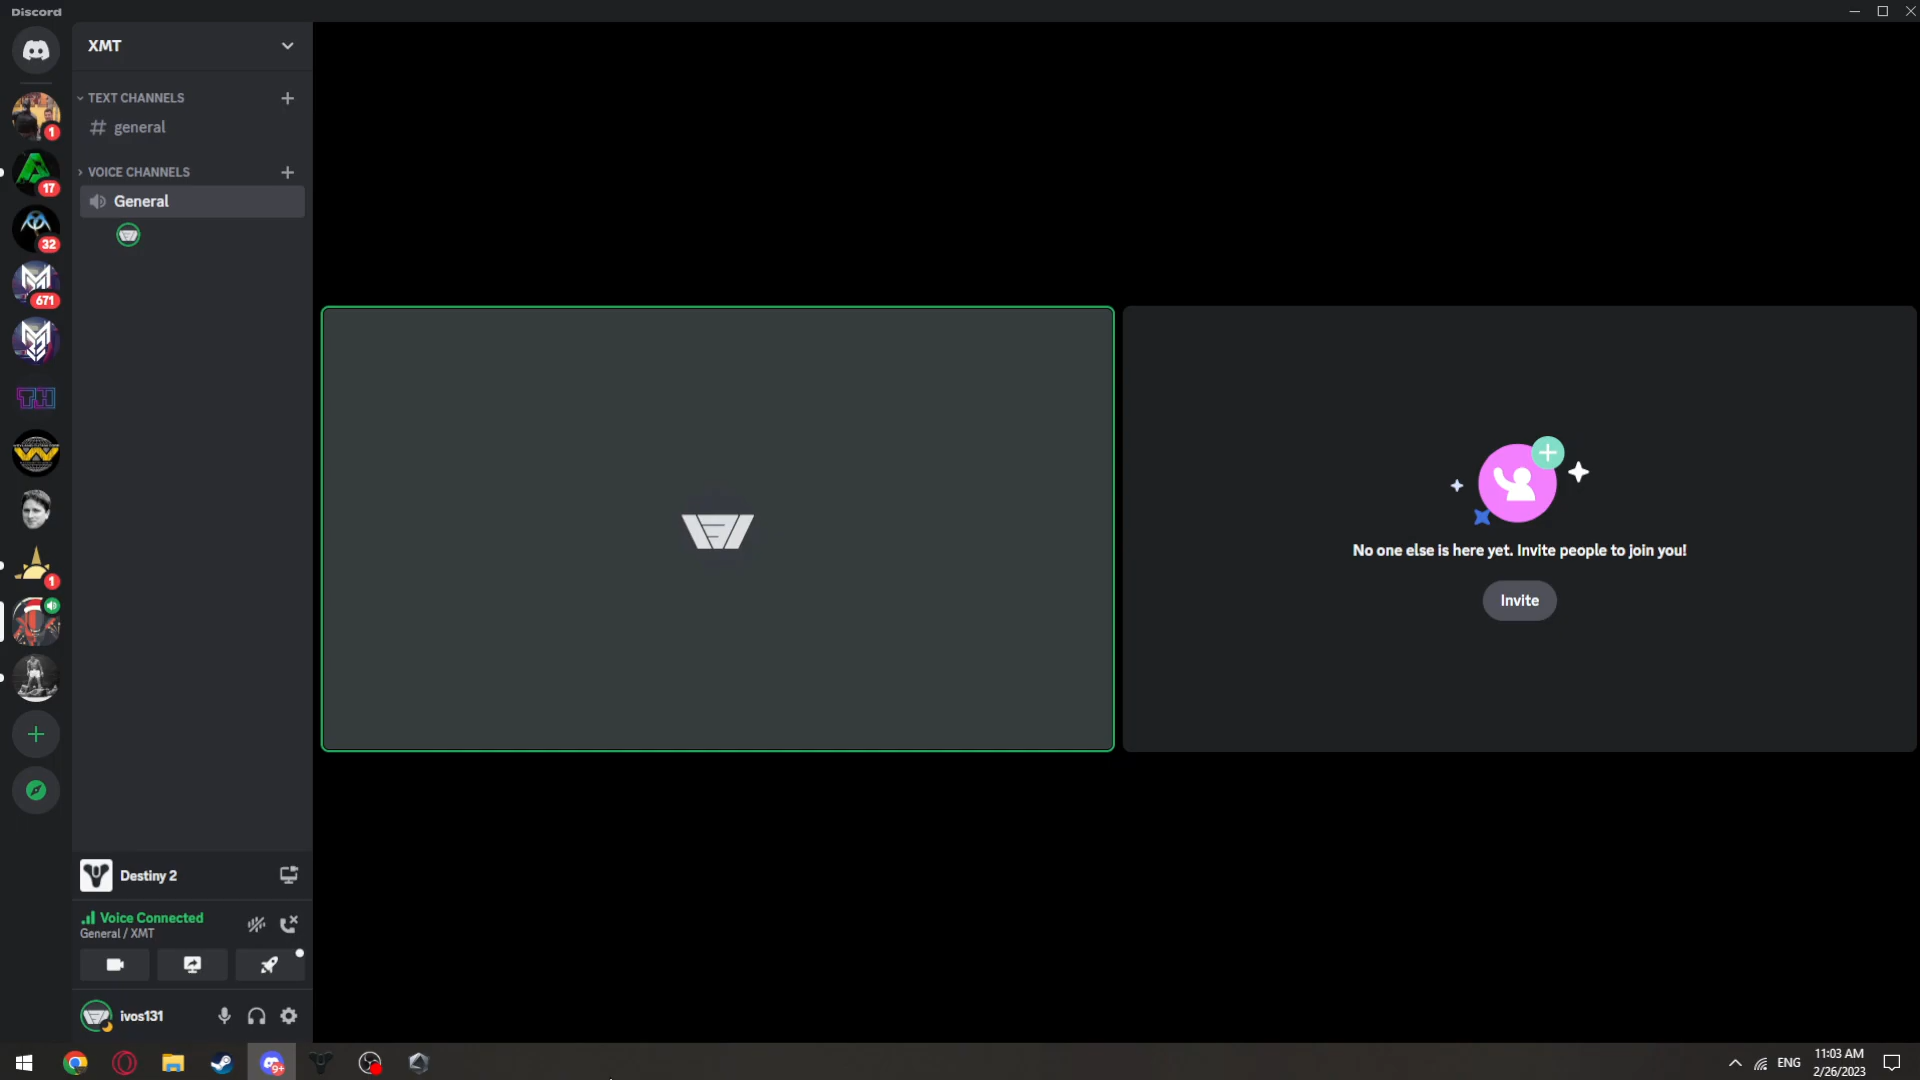 Discord
XMT
TEXT CHANNELS
general
VOICE CHANNELS
General
1
17
32
671
TH
1
No one else is here yet. Invite people to join you!
Invite
Destiny 2
Voice Connected
General / XMT
ivos131
9+
ENG
11:03 AM
2/26/2023